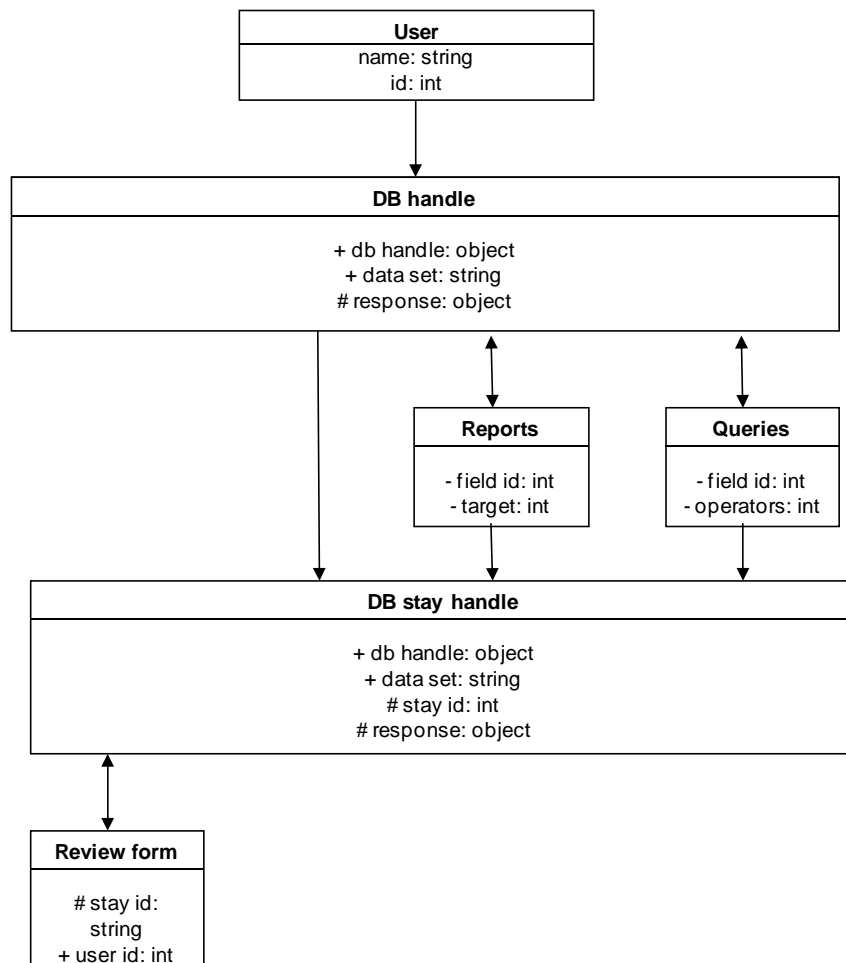 User
name: string
id: int
DB handle
+ db handle: object
+ data set: string
# response: object
Reports
- field id: int
- target: int
Queries
- field id: int
- operators: int
DB stay handle
+ db handle: object
+ data set: string
# stay id: int
# response: object
Review form
# stay id:
string
+ user id: int